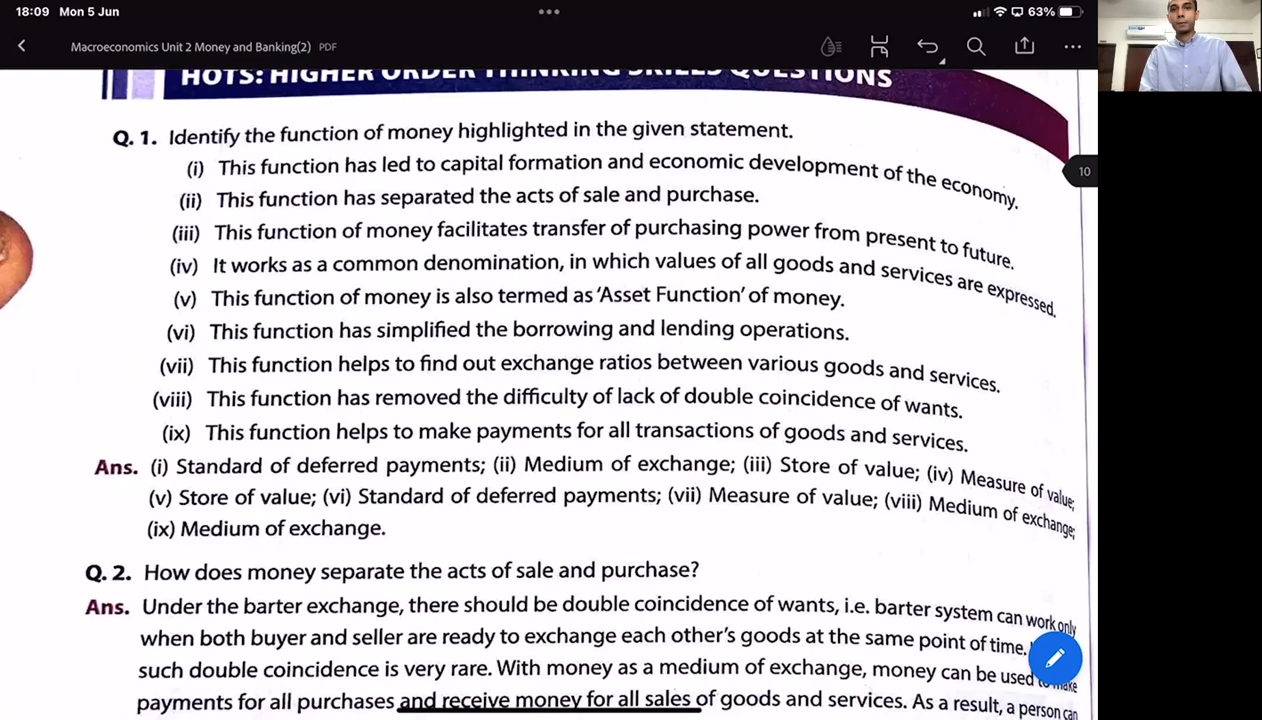 18:09 Mon 5 Jun
63%
Macroeconomics Unit 2 Money and Banking(2) PDF
HOTS: HIGHER ORDER THINKING SKILLS QUESTIONS
10
Q. 1. Identify the function of money highlighted in the given statement.
(i) This function has led to capital formation and economic development of the economy.
(ii) This function has separated the acts of sale and purchase.
(iii) This function of money facilitates transfer of purchasing power from present to future.
(iv) It works as a common denomination, in which values of all goods and services are expressed.
(v) This function of money is also termed as ‘Asset Function’ of money.
(vi) This function has simplified the borrowing and lending operations.
(vii) This function helps to find out exchange ratios between various goods and services.
(viii) This function has removed the difficulty of lack of double coincidence of wants.
(ix) This function helps to make payments for all transactions of goods and services.
Ans. (i) Standard of deferred payments; (ii) Medium of exchange; (iii) Store of value; (iv) Measure of value;
(v) Store of value; (vi) Standard of deferred payments; (vii) Measure of value; (viii) Medium of exchange;
(ix) Medium of exchange.
Q. 2. How does money separate the acts of sale and purchase?
Ans. Under the barter exchange, there should be double coincidence of wants, i.e. barter system can work only
when both buyer and seller are ready to exchange each other’s goods at the same point of time.
such double coincidence is very rare. With money as a medium of exchange, money can be used to make
payments for all purchases and receive money for all sales of goods and services. As a result, a person can